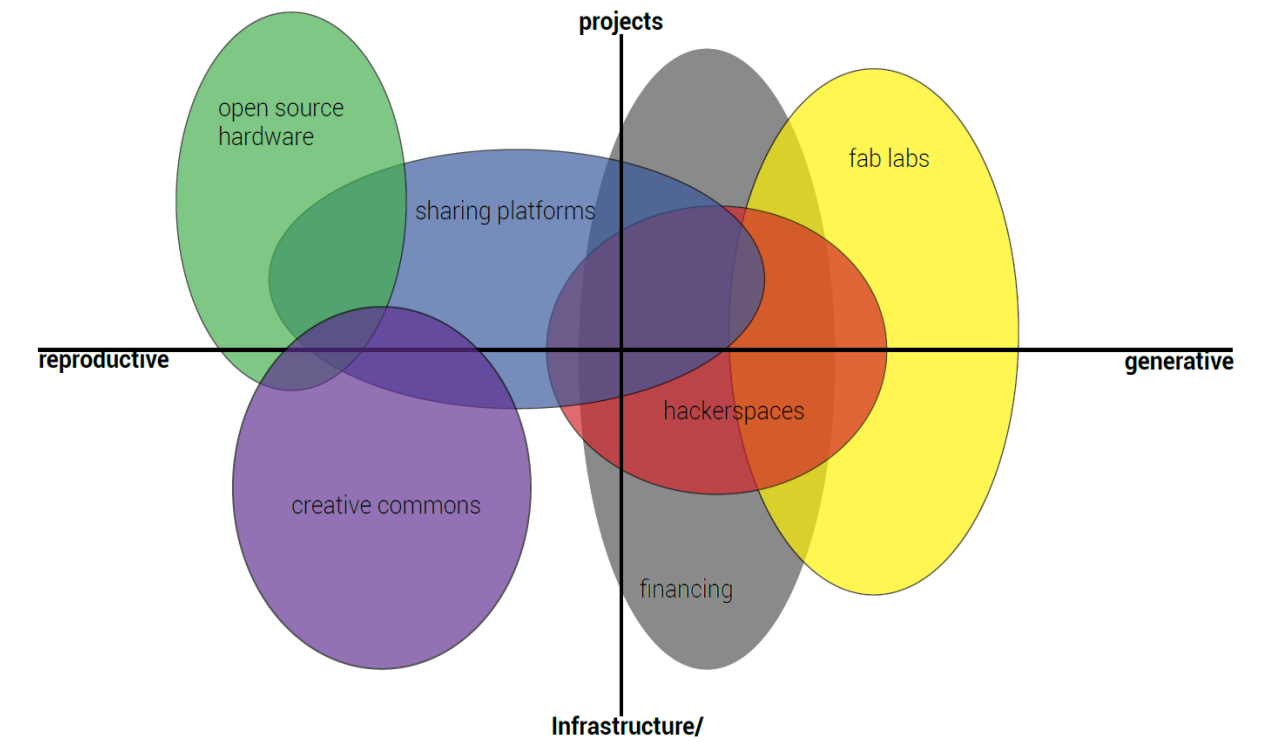 projects
open source
hardware
fab labs
sharing platforms
reproductive
generative
hackerspaces
creative commons
financing
Infrastructure/